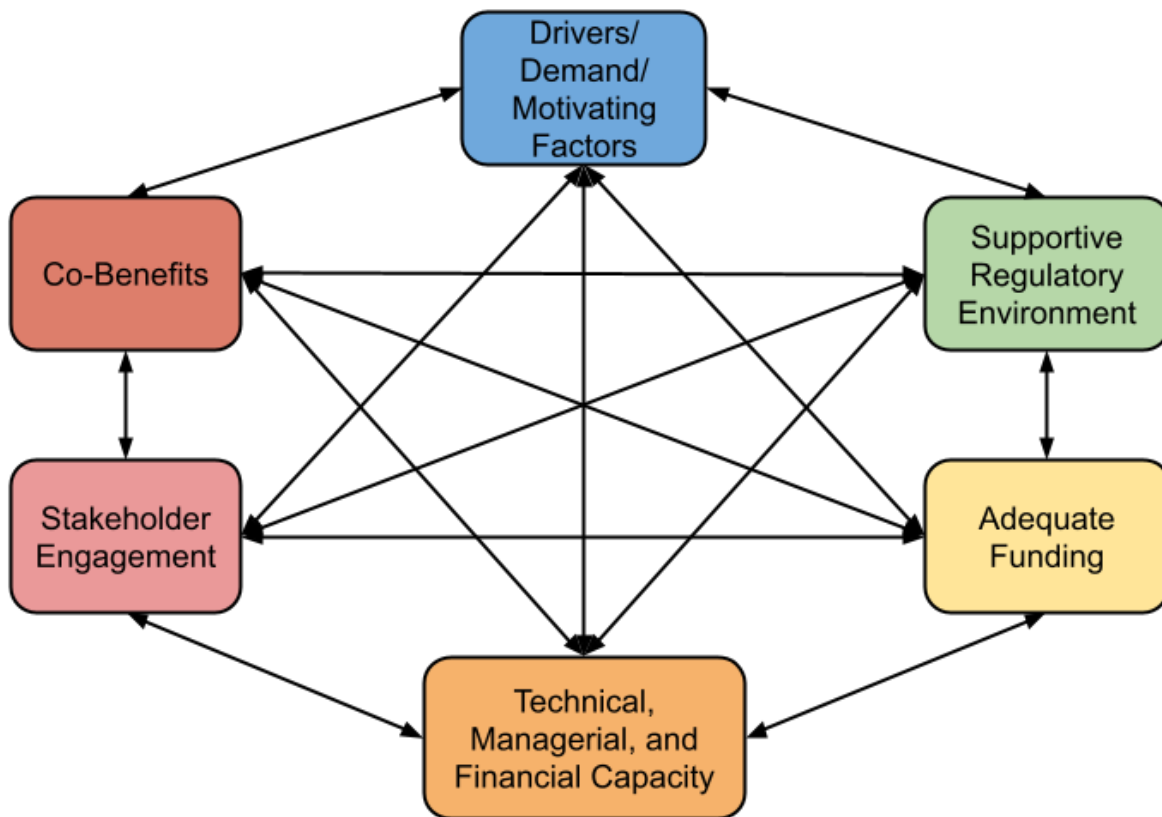 Drivers/
Demand/
Motivating
Factors
Co-Benefits
Supportive
Regulatory
Environment
Stakeholder
Engagement
Adequate
Funding
Technical,
Managerial, and
Financial Capacity